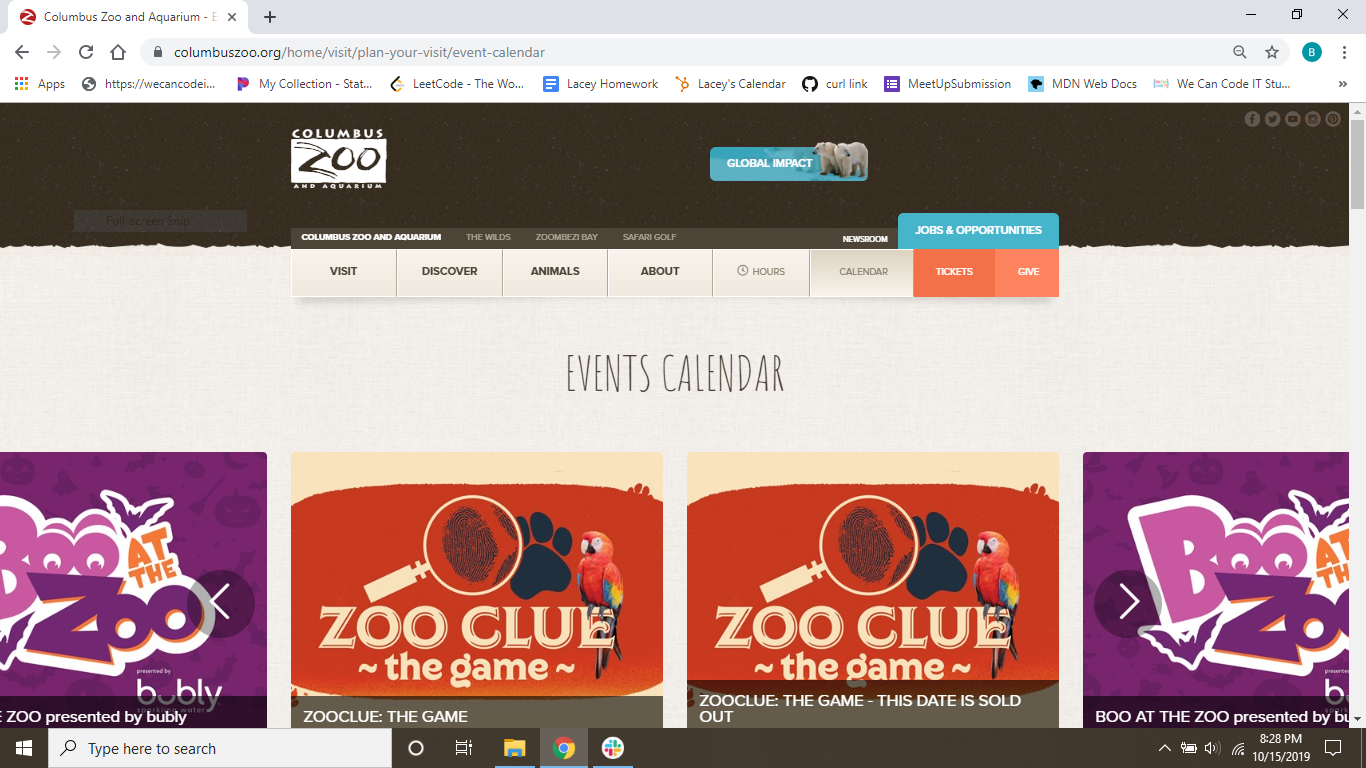 Columbus Zoo and Aquarium - E
columbuszoo.org/home/visit/plan-your-visit/event-calendar
B
Apps
https://wecancodei...
My Collection - Stat...
LeetCode - The Wo...
Lacey Homework
Lacey's Calendar
curl link
MeetUpSubmission
MDN Web Docs
We Can Code IT Stu...
»
COLUMBUS
ZOO
AND AQUARIUM
GLOBAL IMPACT
Full-screen Snip
COLUMBUS ZOO AND AQUARIUM
THE WILDS
ZOOMBEZI BAY
SAFARI GOLF
NEWSROOM
JOBS & OPPORTUNITIES
VISIT
DISCOVER
ANIMALS
ABOUT
HOURS
CALENDAR
TICKETS
GIVE
EVENTS CALENDAR
BOO
AT
THE
ZOO
presented by
bubly
sparkling water
E ZOO presented by bubly
ZOO CLUE
~ the game ~
ZOOCLUE: THE GAME
ZOO CLUE
~ the game ~
ZOOCLUE: THE GAME - THIS DATE IS SOLD
OUT
BOO
AT
THE
ZOO
presented by
BOO AT THE ZOO presented by bu
Type here to search
8:28 PM
10/15/2019